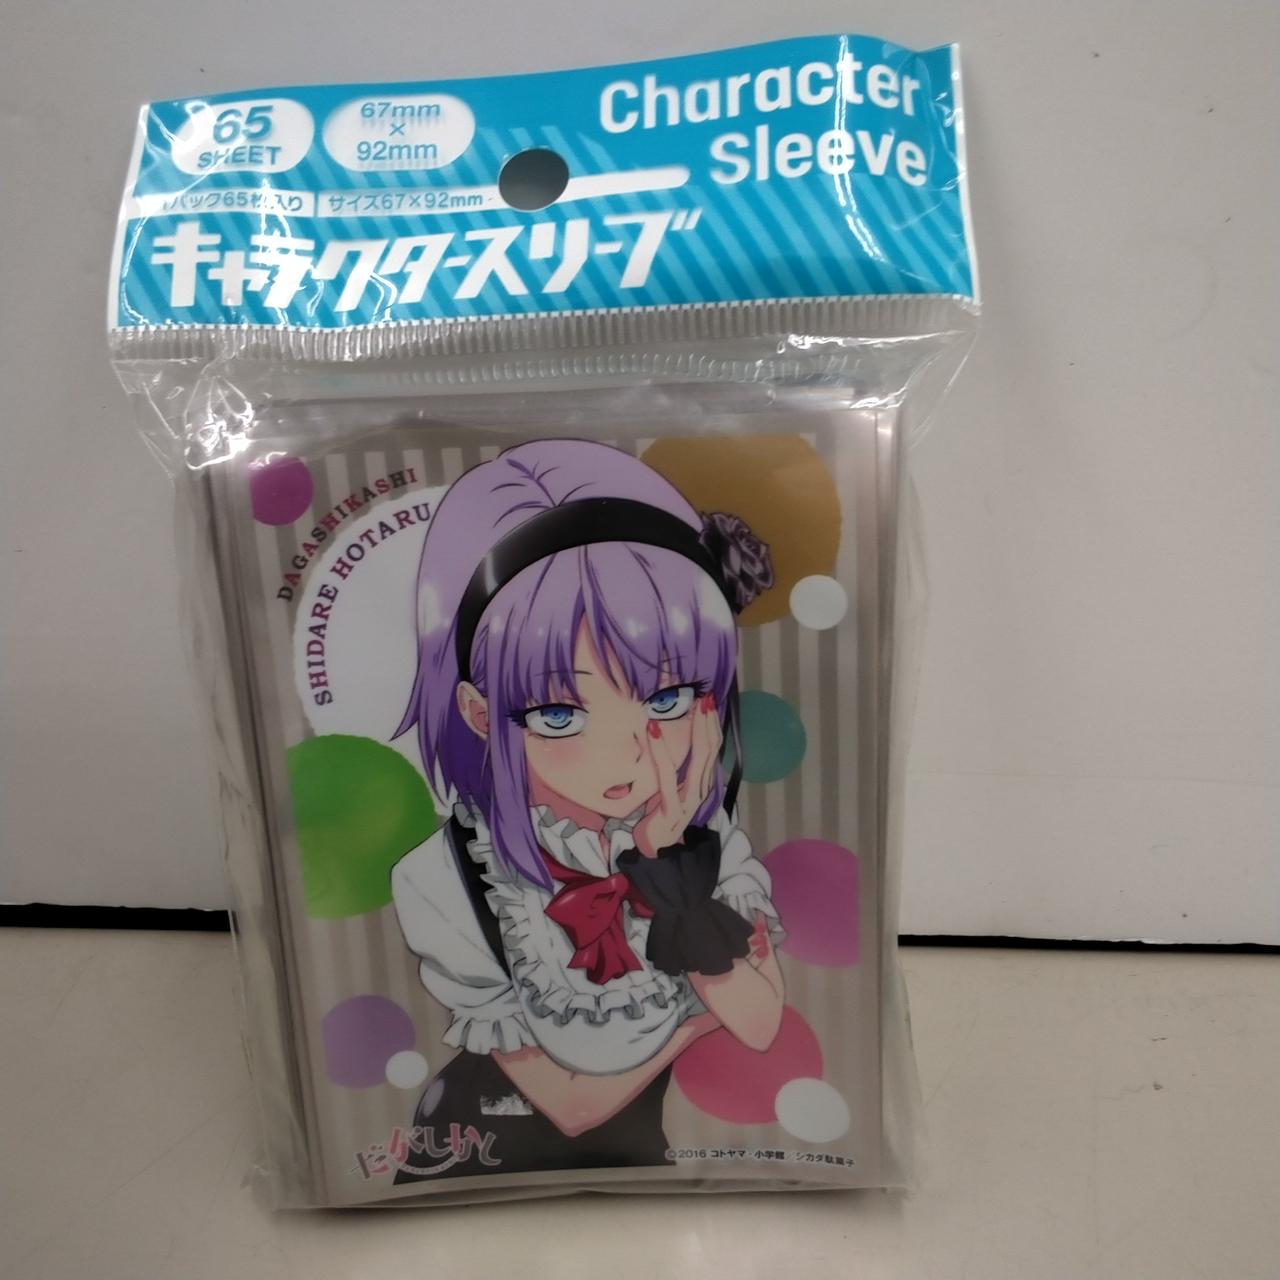 65
SHEET
67mm
×
92mm
Character
Sleeve
1パック65枚入り
サイズ67×92mm
キャラクタースリーブ
DAGASHIKASHI
SHIDARE HOTARU
だがしかし
©2016 コトヤマ・小学館/シカダ駄菓子